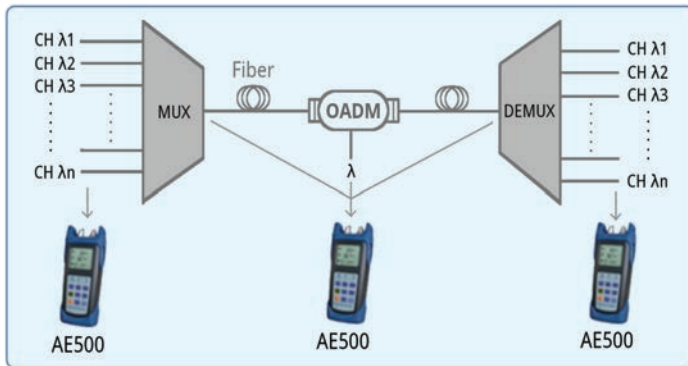 CH λ1
CH λ2
CH λ3
CH λn
MUX
Fiber
OADM
λ
DEMUX
CH λ1
CH λ2
CH λ3
CH λn
AE500
AE500
AE500